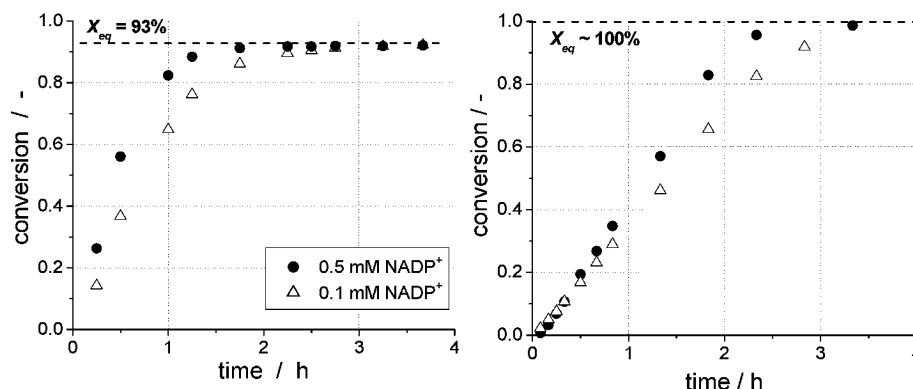 X_eq = 93%
1.0
0.8
0.6
0.4
0.2
0.0
conversion / -
0 1 2 3 4
time / h
● 0.5 mM NADP⁺
△ 0.1 mM NADP⁺
X_eq ~ 100%
1.0
0.8
0.6
0.4
0.2
0.0
conversion / -
0 1 2 3 4
time / h